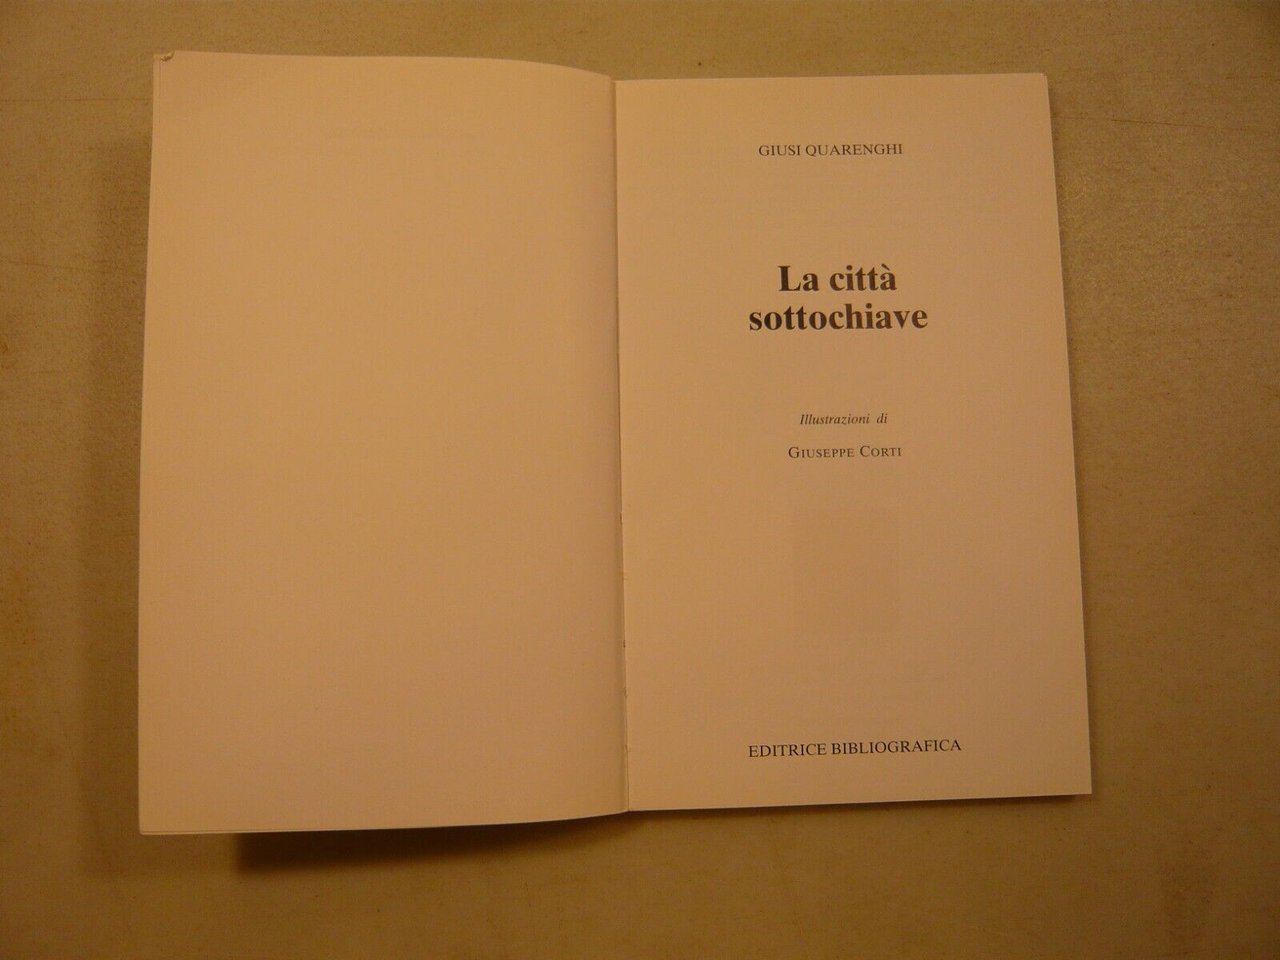 GIUSI QUARENGHI
La città
sottochiave
Illustrazioni di
GIUSEPPE CORTI
EDITRICE BIBLIOGRAFICA